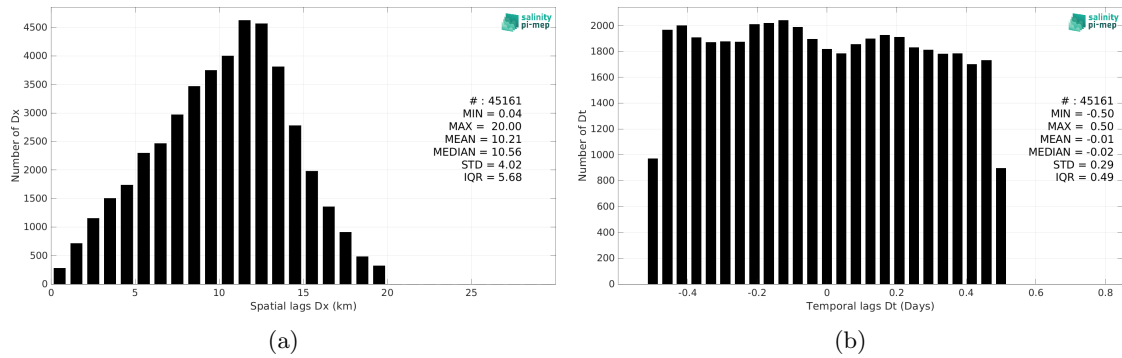 4500
4000
3500
3000
2500
2000
1500
1000
500
0
Number of Dx
0 5 10 15 20 25
Spatial lags Dx (km)
salinity
pi-mep
# : 45161
MIN = 0.04
MAX = 20.00
MEAN = 10.21
MEDIAN = 10.56
STD = 4.02
IQR = 5.68
(a)
2000
1800
1600
1400
1200
1000
800
600
400
200
0
Number of Dt
-0.4 -0.2 0 0.2 0.4 0.6 0.8
Temporal lags Dt (Days)
salinity
pi-mep
# : 45161
MIN = -0.50
MAX = 0.50
MEAN = -0.01
MEDIAN = -0.02
STD = 0.29
IQR = 0.49
(b)